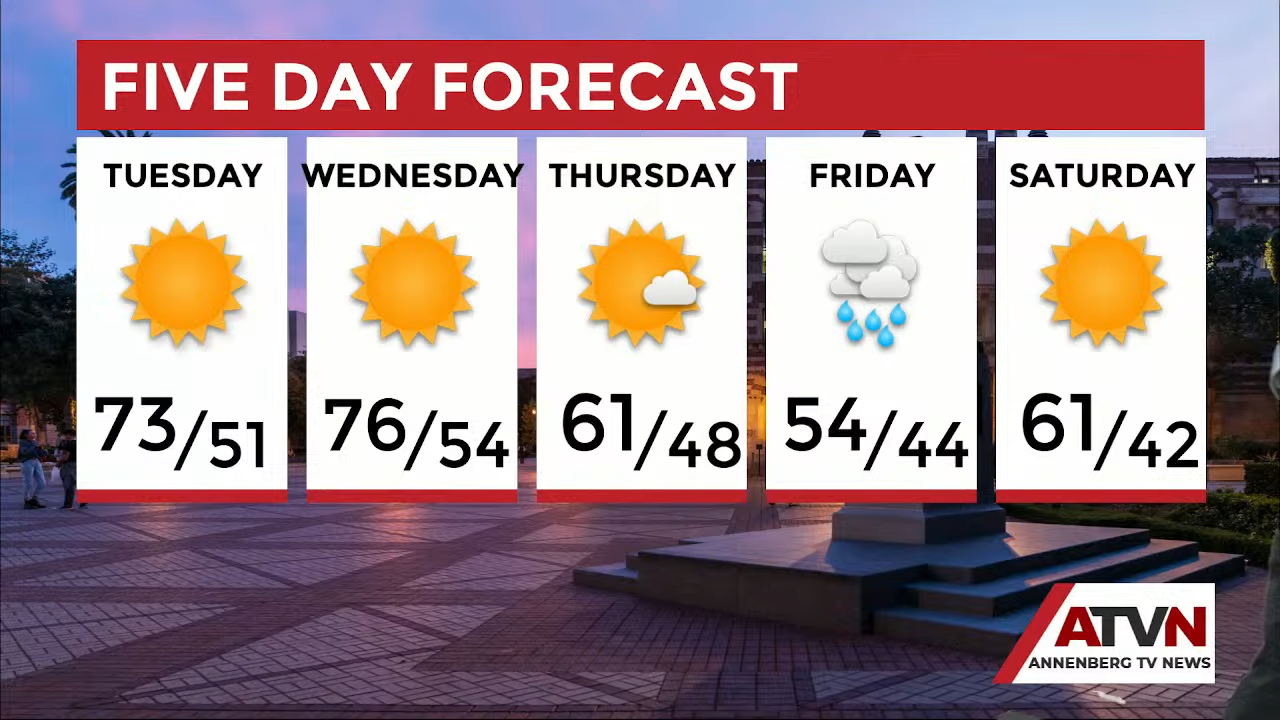 FIVE DAY FORECAST
TUESDAY
73/51
WEDNESDAY
76/54
THURSDAY
61/48
FRIDAY
54/44
SATURDAY
61/42
ATVN
ANNENBERG TV NEWS